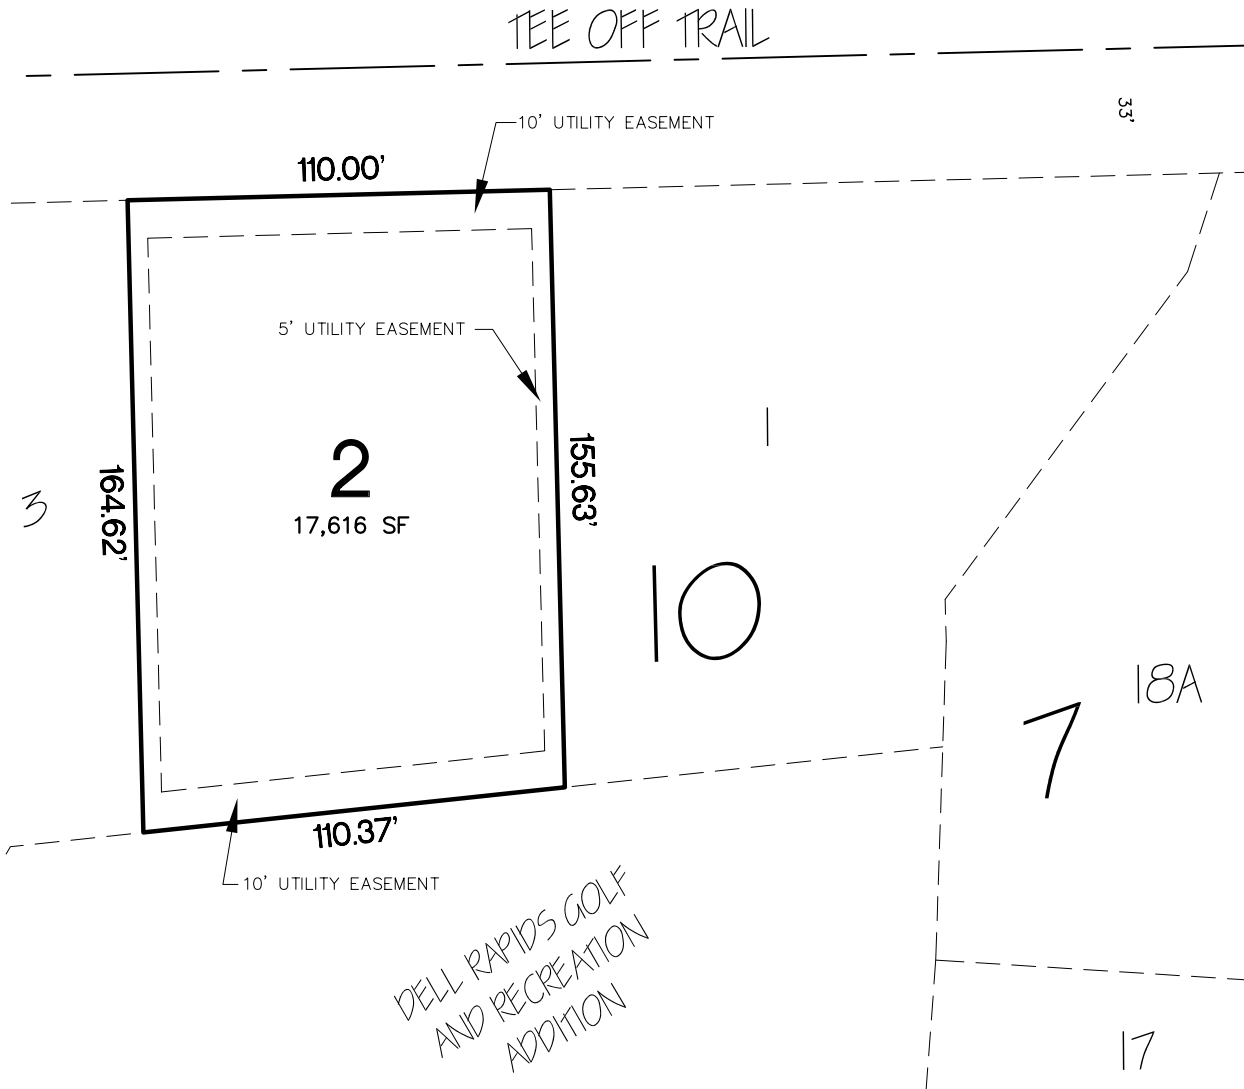 TEE OFF TRAIL
33'
10' UTILITY EASEMENT
110.00'
5' UTILITY EASEMENT
1
2
17,616 SF
164.62'
155.63'
3
10
18A
7
110.37'
10' UTILITY EASEMENT
DELL RAPIDS GOLF
AND RECREATION
ADDITION
17